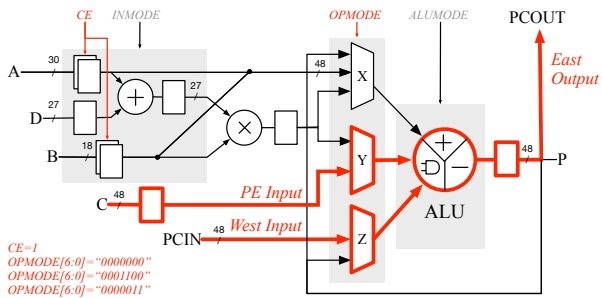 CE
INMODE
OPMODE
ALUMODE
PCOUT
East
Output
A
30
48
X
D
27
27
B
18
Y
ALU
48
P
C
48
PE Input
PCIN
48
West Input
Z
CE=1
OPMODE[6:0]="0000000"
OPMODE[6:0]="0001100"
OPMODE[6:0]="0000011"